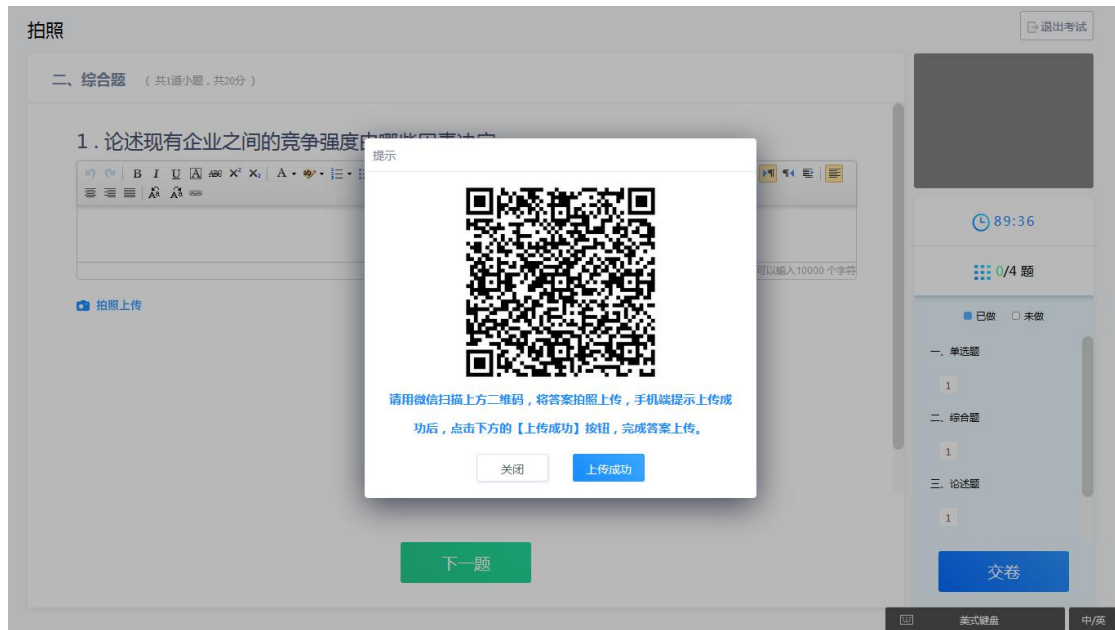 拍照
退出考试
二、综合题 （ 共1道小题 , 共20分 ）
1 . 论述现有企业之间的竞争强度
提示
B I U A ABC X² X₂ A
可以输入10000 个字符
拍照上传
请用微信扫描上方二维码 , 将答案拍照上传 , 手机端提示上传成
功后 , 点击下方的【上传成功】按钮 , 完成答案上传。
关闭
上传成功
下一题
89:36
0/4 题
已做 未做
一、单选题
1
二、综合题
1
三、论述题
1
交卷
美式键盘
中/英